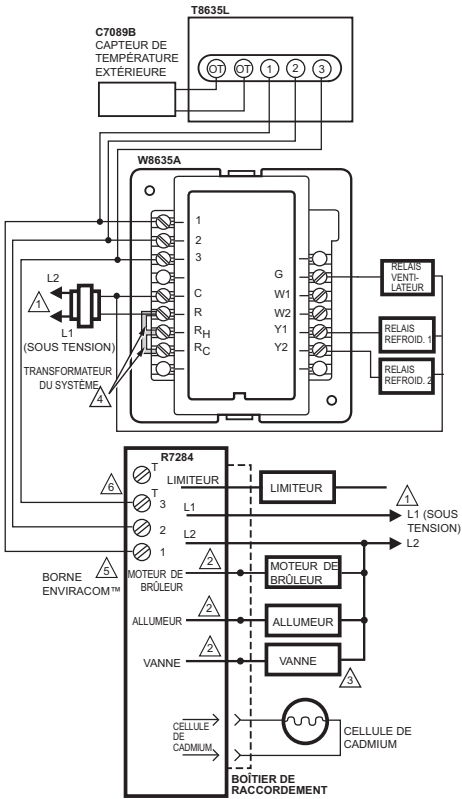 T8635L
C7089B
CAPTEUR DE
TEMPÉRATURE
EXTÉRIEURE
OT OT 1 2 3
W8635A
1
2
3
C
R
RH
RC
G
W1
W2
Y1
Y2
L2
1
L1
(SOUS TENSION)
TRANSFORMATEUR
DU SYSTÈME
4
RELAIS
VENTI-
LATEUR
RELAIS
REFROID. 1
RELAIS
REFROID. 2
R7284
T
T
6
3
2
1
5
BORNE
ENVIRACOM™
LIMITEUR
LIMITEUR
L1
1
L1 (SOUS
TENSION)
L2
L2
2
MOTEUR DE
BRÛLEUR
MOTEUR DE
BRÛLEUR
2
ALLUMEUR
ALLUMEUR
2
VANNE
VANNE
3
CELLULE
DE
CADMIUM
CELLULE DE
CADMIUM
BOÎTIER DE
RACCORDEMENT